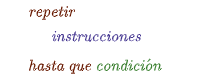 repetir
instrucciones
hasta que condición